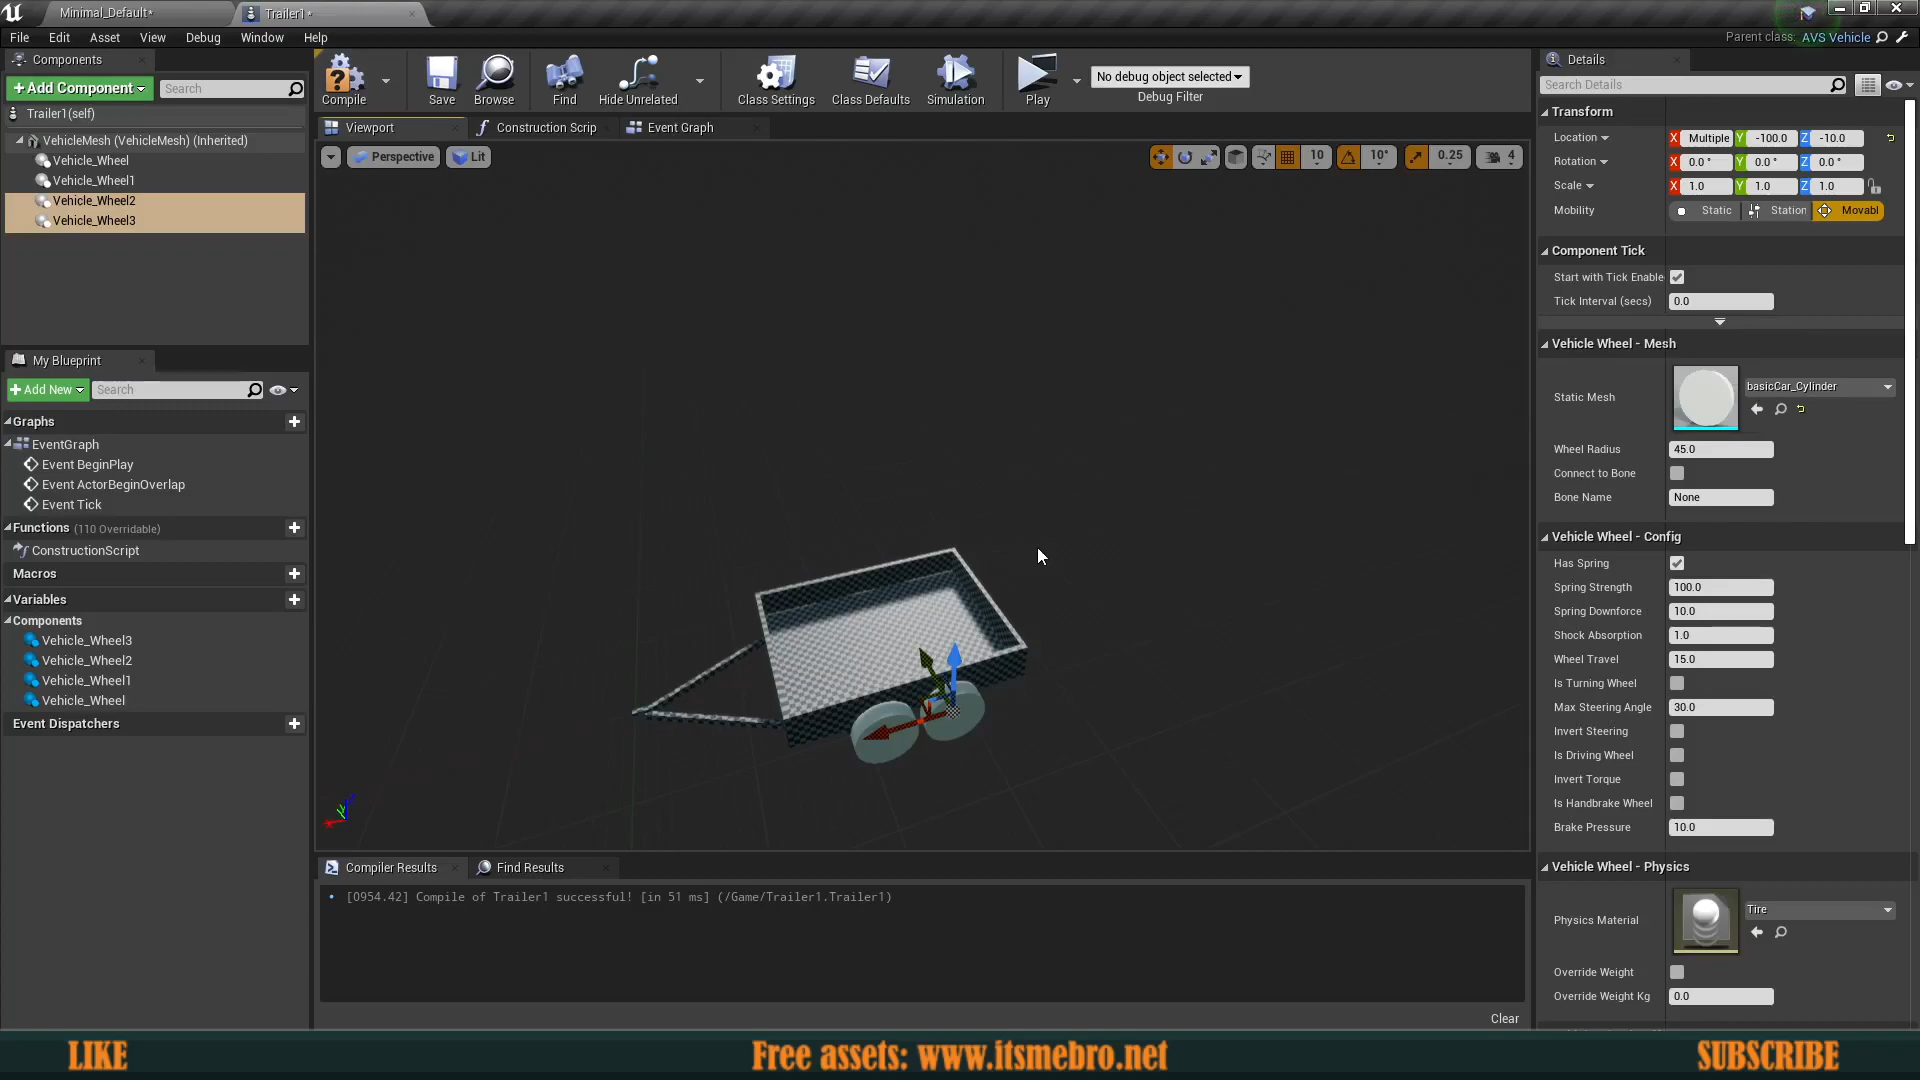 Minimal_Default*
Trailer1*
File Edit Asset View Debug Window Help
Parent class: AVS Vehicle
Components
+Add Component
Search
Trailer1(self)
VehicleMesh (VehicleMesh) (Inherited)
Vehicle_Wheel
Vehicle_Wheel1
Vehicle_Wheel2
Vehicle_Wheel3
Compile
Save
Browse
Find
Hide Unrelated
Class Settings
Class Defaults
Simulation
Play
No debug object selected
Debug Filter
Viewport
Construction Scrip
Event Graph
Perspective
Lit
10
10°
0.25
4
My Blueprint
+Add New
Search
Graphs
EventGraph
Event BeginPlay
Event ActorBeginOverlap
Event Tick
Functions (110 Overridable)
ConstructionScript
Macros
Variables
Components
Vehicle_Wheel3
Vehicle_Wheel2
Vehicle_Wheel1
Vehicle_Wheel
Event Dispatchers
Compiler Results
Find Results
[0954.42] Compile of Trailer1 successful! [in 51 ms] (/Game/Trailer1.Trailer1)
Clear
Details
Search Details
Transform
Location X Multiple Y -100.0 Z -10.0
Rotation X 0.0 ° Y 0.0 ° Z 0.0 °
Scale X 1.0 Y 1.0 Z 1.0
Mobility Static Station Movabl
Component Tick
Start with Tick Enable
Tick Interval (secs) 0.0
Vehicle Wheel - Mesh
Static Mesh basicCar_Cylinder
Wheel Radius 45.0
Connect to Bone
Bone Name None
Vehicle Wheel - Config
Has Spring
Spring Strength 100.0
Spring Downforce 10.0
Shock Absorption 1.0
Wheel Travel 15.0
Is Turning Wheel
Max Steering Angle 30.0
Invert Steering
Is Driving Wheel
Invert Torque
Is Handbrake Wheel
Brake Pressure 10.0
Vehicle Wheel - Physics
Physics Material Tire
Override Weight
Override Weight Kg 0.0
LIKE
Free assets: www.itsmebro.net
SUBSCRIBE